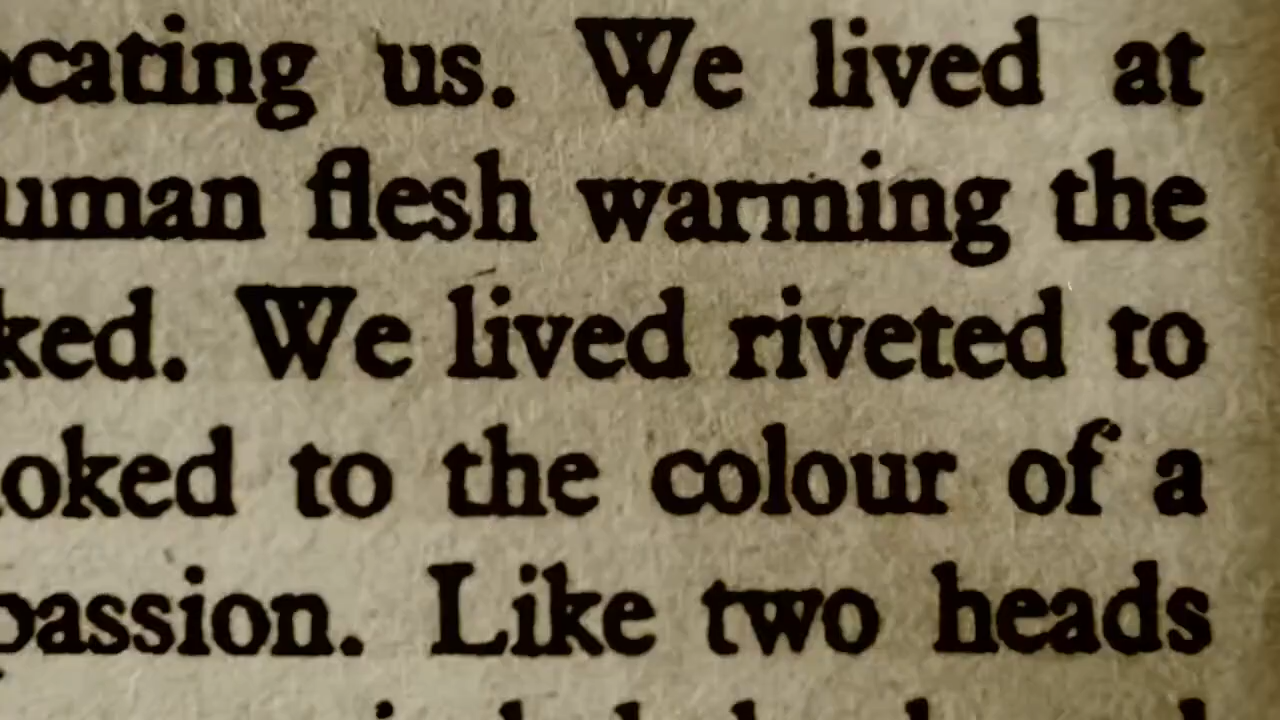 ocating us. We lived at
uman flesh warming the
ked. We lived riveted to
oked to the colour of a
passion. Like two heads